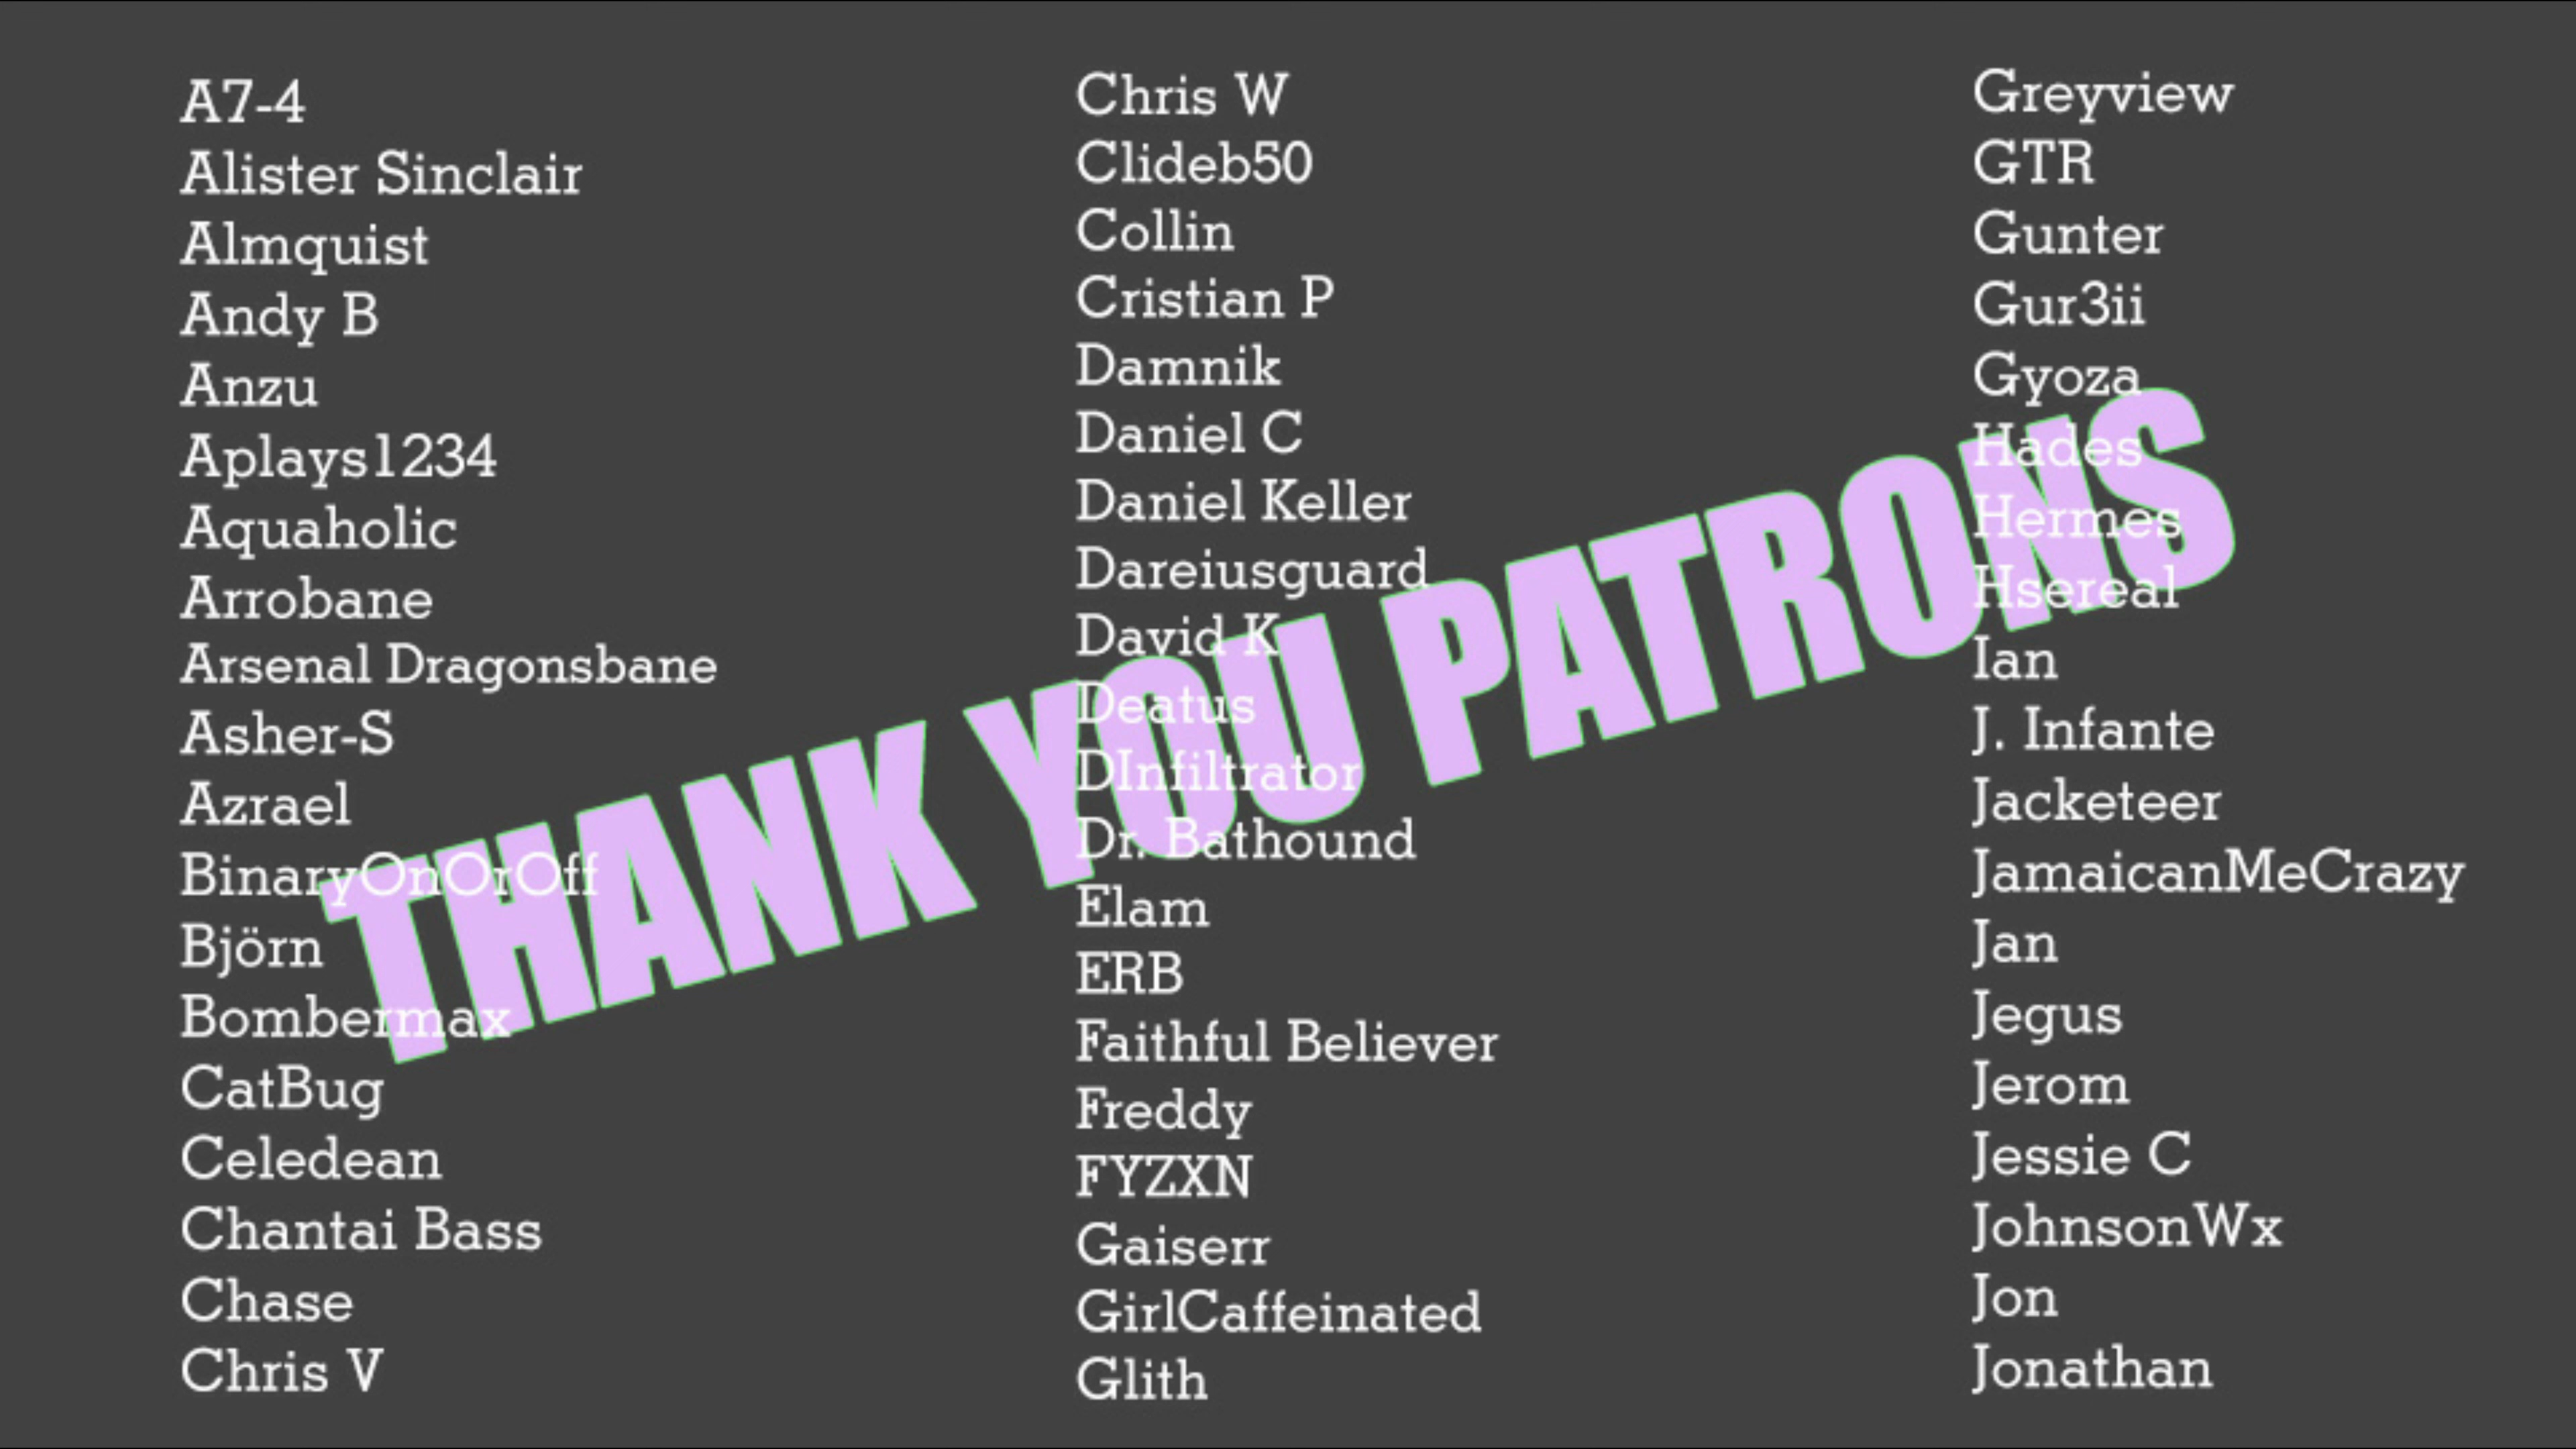 A7-4
Alister Sinclair
Almquist
Andy B
Anzu
Aplays1234
Aquaholic
Arrobane
Arsenal Dragonsbane
Asher-S
Azrael
BinaryOnOrOff
Björn
Bombermax
CatBug
Celedean
Chantai Bass
Chase
Chris V
Chris W
Clideb50
Collin
Cristian P
Damnik
Daniel C
Daniel Keller
Dareiusguard
David K
Deatus
DInfiltrator
Dr. Bathound
Elam
ERB
Faithful Believer
Freddy
FYZXN
Gaiserr
GirlCaffeinated
Glith
Greyview
GTR
Gunter
Gur3ii
Gyoza
Hades
Hermes
Hsereal
Ian
J. Infante
Jacketeer
JamaicanMeCrazy
Jan
Jegus
Jerom
Jessie C
JohnsonWx
Jon
Jonathan
THANK YOU PATRONS